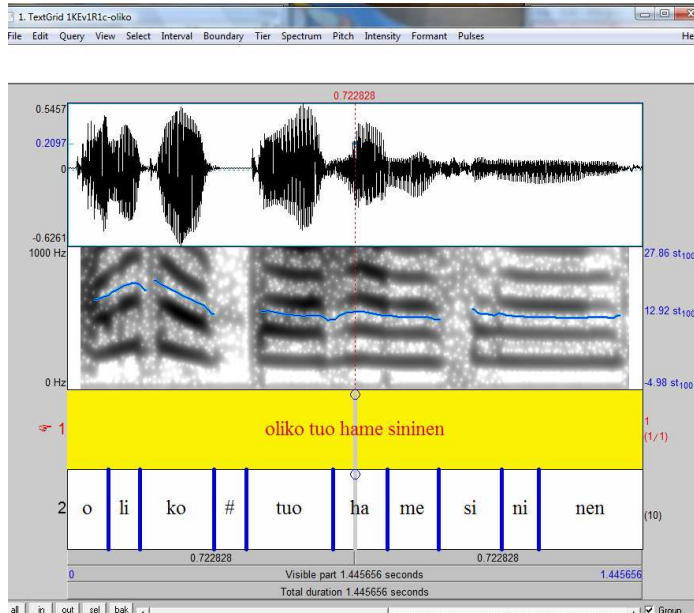 1. TextGrid 1KEv1R1c-oliko
File Edit Query View Select Interval Boundary Tier Spectrum Pitch Intensity Formant Pulses He
0.722828
0.5457
0.2097
0
-0.6261
1000 Hz 27.86 st100
12.92 st100
0 Hz -4.98 st100
1 oliko tuo hame sininen 1
(1/1)
2 o li ko # tuo ha me si ni nen (10)
0.722828 0.722828
0 Visible part 1.445656 seconds 1.445656
Total duration 1.445656 seconds
all in out sel bak Group